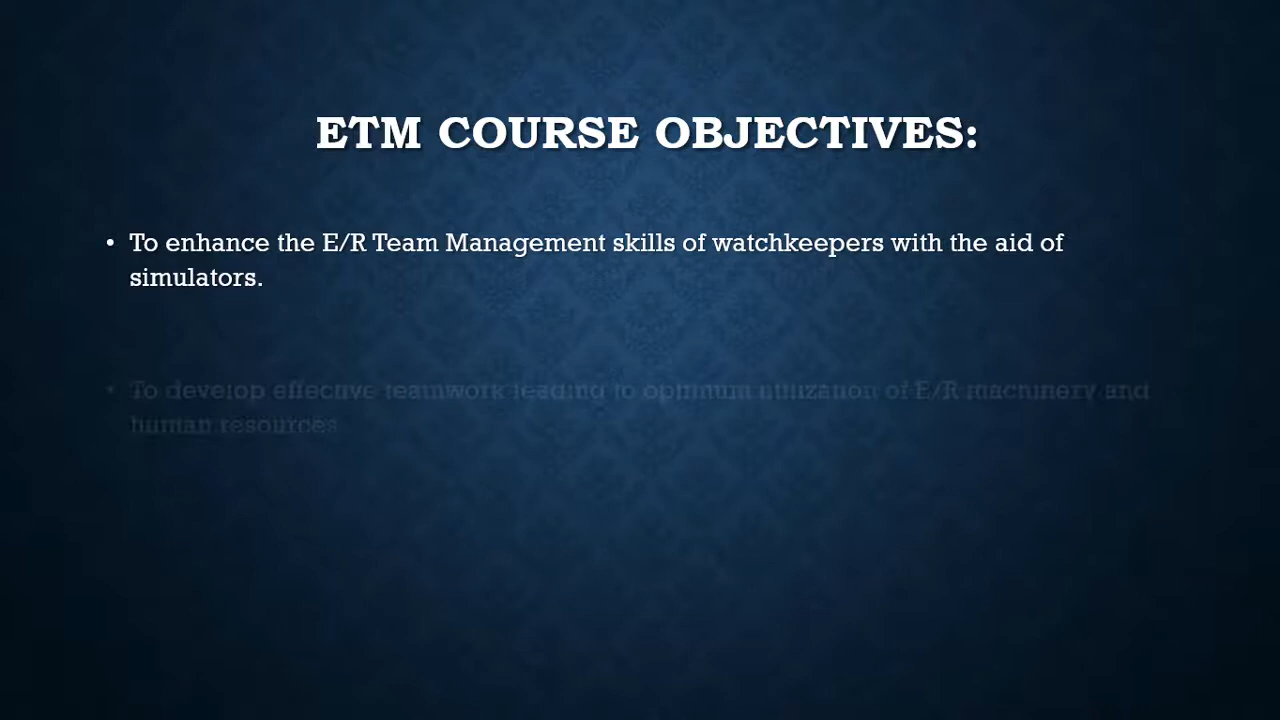 ETM COURSE OBJECTIVES:
• To enhance the E/R Team Management skills of watchkeepers with the aid of
simulators.
• To develop effective teamwork leading to optimum utilization of E/R machinery and
human resources